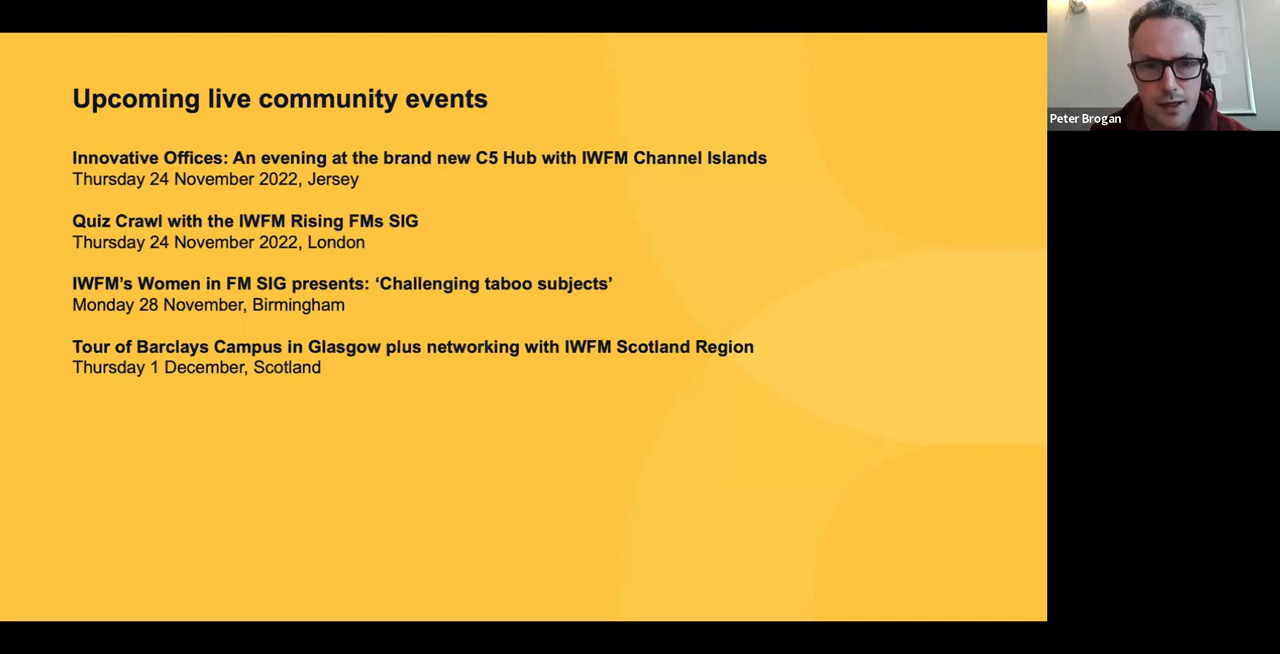 Upcoming live community events
Innovative Offices: An evening at the brand new C5 Hub with IWFM Channel Islands
Thursday 24 November 2022, Jersey
Quiz Crawl with the IWFM Rising FMs SIG
Thursday 24 November 2022, London
IWFM’s Women in FM SIG presents: ‘Challenging taboo subjects’
Monday 28 November, Birmingham
Tour of Barclays Campus in Glasgow plus networking with IWFM Scotland Region
Thursday 1 December, Scotland
Peter Brogan